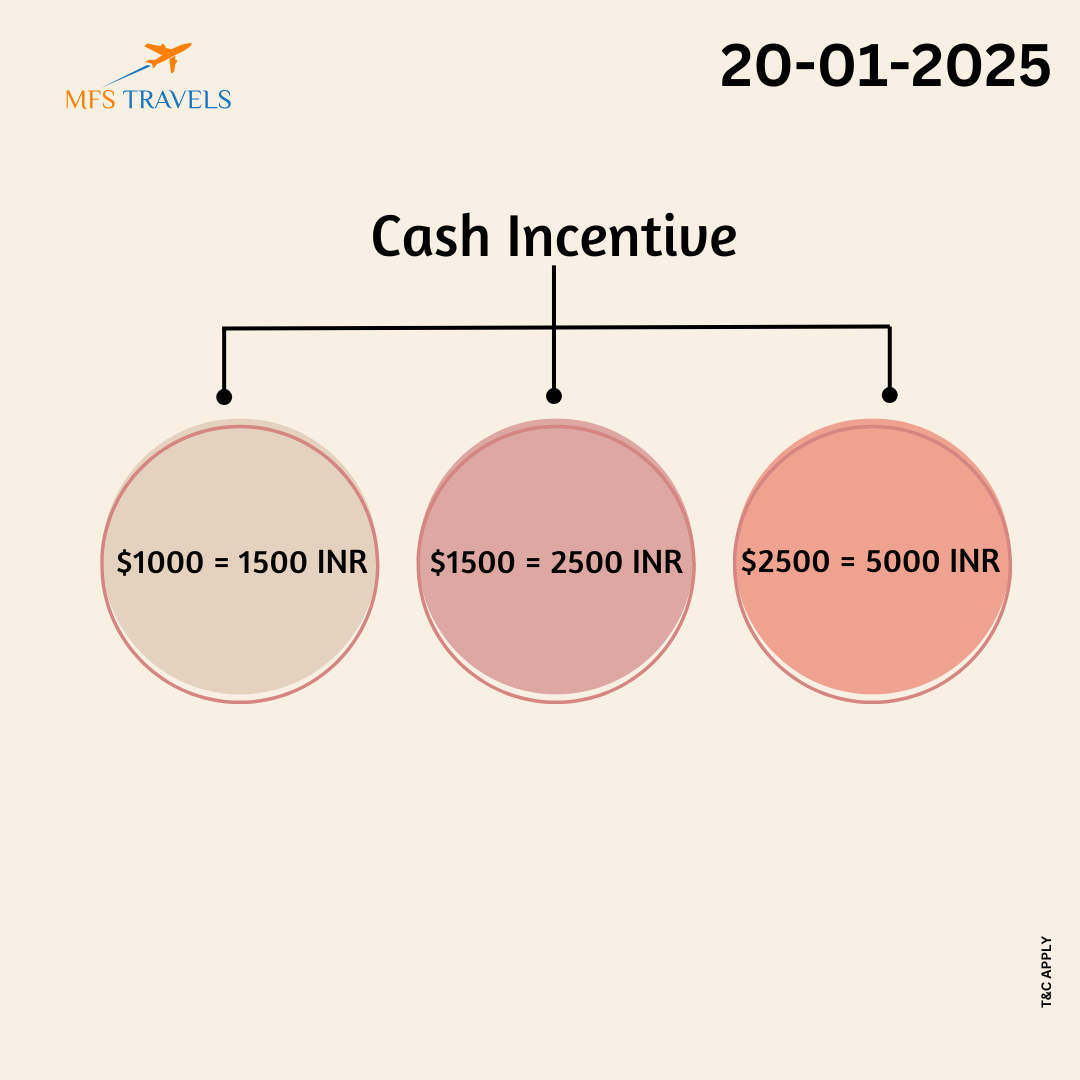 MFS TRAVELS
20-01-2025
Cash Incentive
$1000 = 1500 INR
$1500 = 2500 INR
$2500 = 5000 INR
T&C APPLY